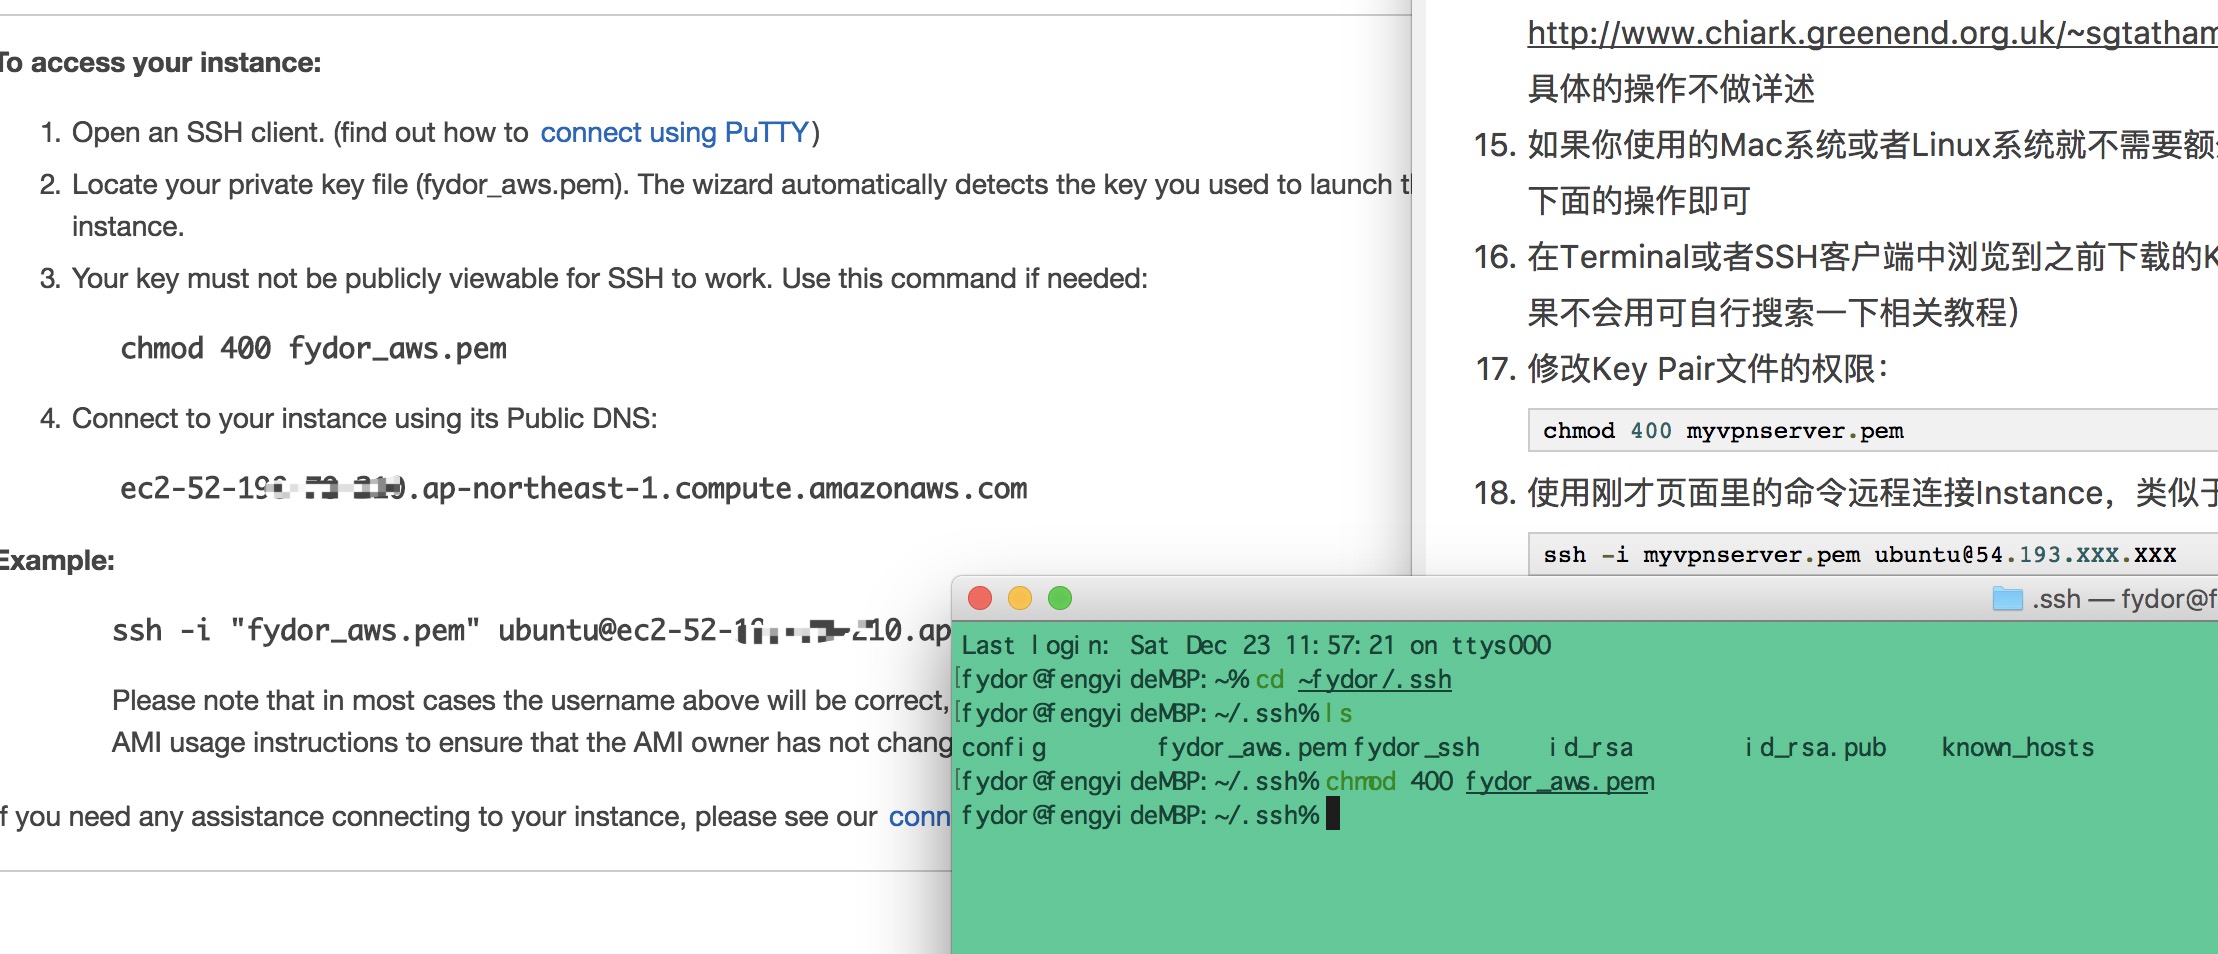 To access your instance:
1. Open an SSH client. (find out how to connect using PuTTY)
2. Locate your private key file (fydor_aws.pem). The wizard automatically detects the key you used to launch
instance.
3. Your key must not be publicly viewable for SSH to work. Use this command if needed:
chmod 400 fydor_aws.pem
4. Connect to your instance using its Public DNS:
.ap-northeast-1.compute.amazonaws.com
Example:
ssh -i "fydor_aws.pem"
Please note that in most cases the username above will be correct,
AMI usage instructions to ensure that the AMI owner has not chang
If you need any assistance connecting to your instance, please see our conn
http://www.chiark.greenend.org.uk/~sgtatham
具体的操作不做详述
15. 如果你使用的Mac系统或者Linux系统就不需要额
下面的操作即可
16. 在Terminal或者SSH客户端中浏览到之前下载的K
果不会用可自行搜索一下相关教程）
17. 修改Key Pair文件的权限：
chmod 400 myvpnserver.pem
18. 使用刚才页面里的命令远程连接Instance，类似于
ssh -i myvpnserver.pem ubuntu@54.193.XXX.XXX
.ssh — fydor@f
Last login: Sat Dec 23 11:57:21 on ttys000
[fydor@fengyideMBP:~% cd ~fydor/.ssh
[fydor@fengyideMBP:~/.ssh% ls
config fydor_aws.pem fydor_ssh id_rsa id_rsa.pub known_hosts
[fydor@fengyideMBP:~/.ssh% chmod 400 fydor_aws.pem
fydor@fengyideMBP:~/.ssh%